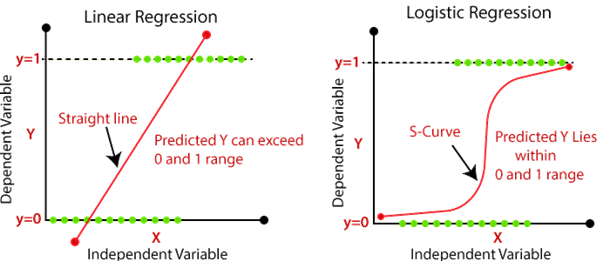 Linear Regression
y=1
Dependent Variable
Y
Straight line
Predicted Y can exceed
0 and 1 range
y=0
X
Independent Variable
Logistic Regression
y=1
Dependent Variable
Y
S-Curve
Predicted Y Lies
within
0 and 1 range
y=0
X
Independent Variable